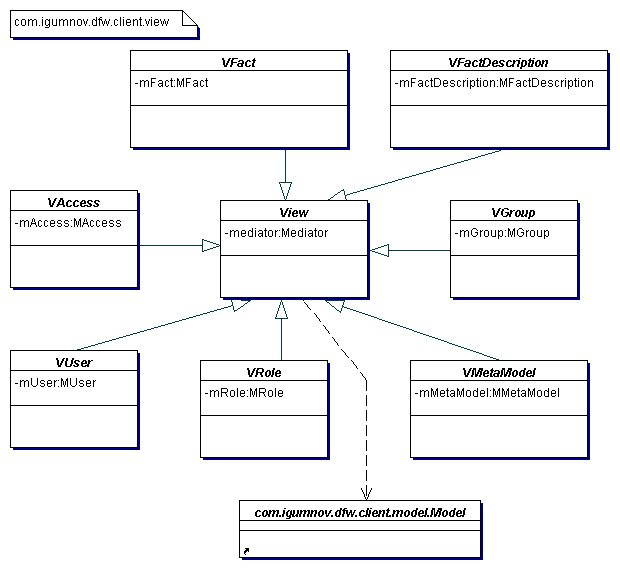 com.igumnov.dfw.client.view
VFact
-mFact:MFact
VFactDescription
-mFactDescription:MFactDescription
VAccess
-mAccess:MAccess
View
-mediator:Mediator
VGroup
-mGroup:MGroup
VUser
-mUser:MUser
VRole
-mRole:MRole
VMetaModel
-mMetaModel:MMetaModel
com.igumnov.dfw.client.model.Model